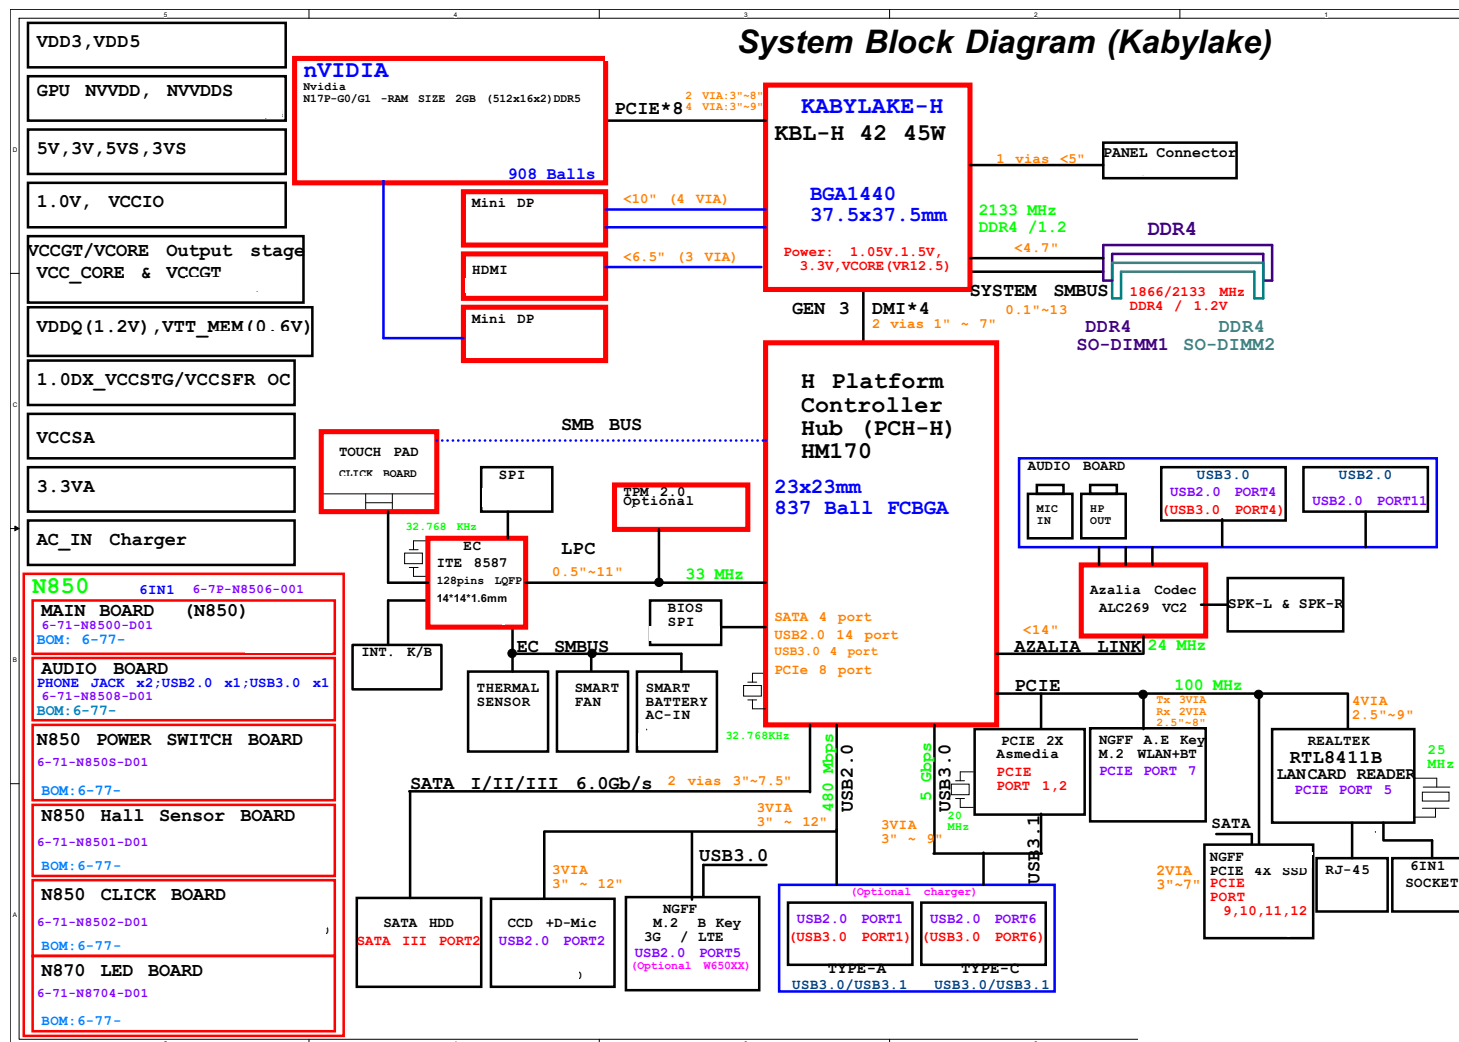 5 4 3 2 1
System Block Diagram (Kabylake)
VDD3,VDD5
GPU NVVDD, NVVDDS
5V,3V,5VS,3VS
1.0V, VCCIO
VCCGT/VCORE Output stage
VCC_CORE & VCCGT
VDDQ(1.2V),VTT_MEM(0.6V)
1.0DX_VCCSTG/VCCSFR OC
VCCSA
3.3VA
AC_IN Charger
nVIDIA
Nvidia
N17P-G0/G1 -RAM SIZE 2GB (512x16x2)DDR5
908 Balls
PCIE*8
2 VIA:3"~8"
4 VIA:3"~9"
Mini DP
<10" (4 VIA)
HDMI
<6.5" (3 VIA)
Mini DP
KABYLAKE-H
KBL-H 42 45W
BGA1440
37.5x37.5mm
Power: 1.05V.1.5V,
3.3V,VCORE(VR12.5)
1 vias <5"
PANEL Connector
2133 MHz
DDR4 /1.2
<4.7"
DDR4
SYSTEM SMBUS
0.1"~13
1866/2133 MHz
DDR4 / 1.2V
DDR4
SO-DIMM1
DDR4
SO-DIMM2
GEN 3 DMI*4
2 vias 1" ~ 7"
H Platform
Controller
Hub (PCH-H)
HM170
23x23mm
837 Ball FCBGA
SATA 4 port
USB2.0 14 port
USB3.0 4 port
PCIe 8 port
SMB BUS
TOUCH PAD
CLICK BOARD
SPI
TPM 2.0
Optional
32.768 KHz
EC
ITE 8587
128pins LQFP
14*14*1.6mm
LPC
0.5"~11"
33 MHz
BIOS
SPI
INT. K/B
EC SMBUS
THERMAL
SENSOR
SMART
FAN
SMART
BATTERY
AC-IN
32.768KHz
AUDIO BOARD
MIC
IN
HP
OUT
USB3.0
USB2.0 PORT4
(USB3.0 PORT4)
USB2.0
USB2.0 PORT11
Azalia Codec
ALC269 VC2
SPK-L & SPK-R
<14"
AZALIA LINK
24 MHz
PCIE
100 MHz
Tx 3VIA
Rx 2VIA
2.5"~8"
4VIA
2.5"~9"
PCIE 2X
Asmedia
PCIE
PORT 1,2
20
MHz
NGFF A.E Key
M.2 WLAN+BT
PCIE PORT 7
REALTEK
RTL8411B
LANCARD READER
PCIE PORT 5
25
MHz
SATA
2VIA
3"~7"
NGFF
PCIE 4X SSD
PCIE
PORT
9,10,11,12
RJ-45
6IN1
SOCKET
SATA I/II/III 6.0Gb/s
2 vias 3"~7.5"
480 Mbps
USB2.0
5 Gbps
USB3.0
USB3.1
3VIA
3" ~ 12"
3VIA
3" ~ 9"
3VIA
3" ~ 12"
USB3.0
SATA HDD
SATA III PORT2
CCD +D-Mic
USB2.0 PORT2
)
NGFF
M.2 B Key
3G / LTE
USB2.0 PORT5
(Optional W650XX)
(Optional charger)
USB2.0 PORT1
(USB3.0 PORT1)
TYPE-A
USB3.0/USB3.1
USB2.0 PORT6
(USB3.0 PORT6)
TYPE-C
USB3.0/USB3.1
N850 6IN1 6-7P-N8506-001
MAIN BOARD (N850)
6-71-N8500-D01
BOM: 6-77-
AUDIO BOARD
PHONE JACK x2;USB2.0 x1;USB3.0 x1
6-71-N8508-D01
BOM:6-77-
N850 POWER SWITCH BOARD
6-71-N850S-D01
BOM:6-77-
N850 Hall Sensor BOARD
6-71-N8501-D01
BOM:6-77-
N850 CLICK BOARD
6-71-N8502-D01
)
BOM:6-77-
N870 LED BOARD
6-71-N8704-D01
BOM:6-77-
D
C
B
A